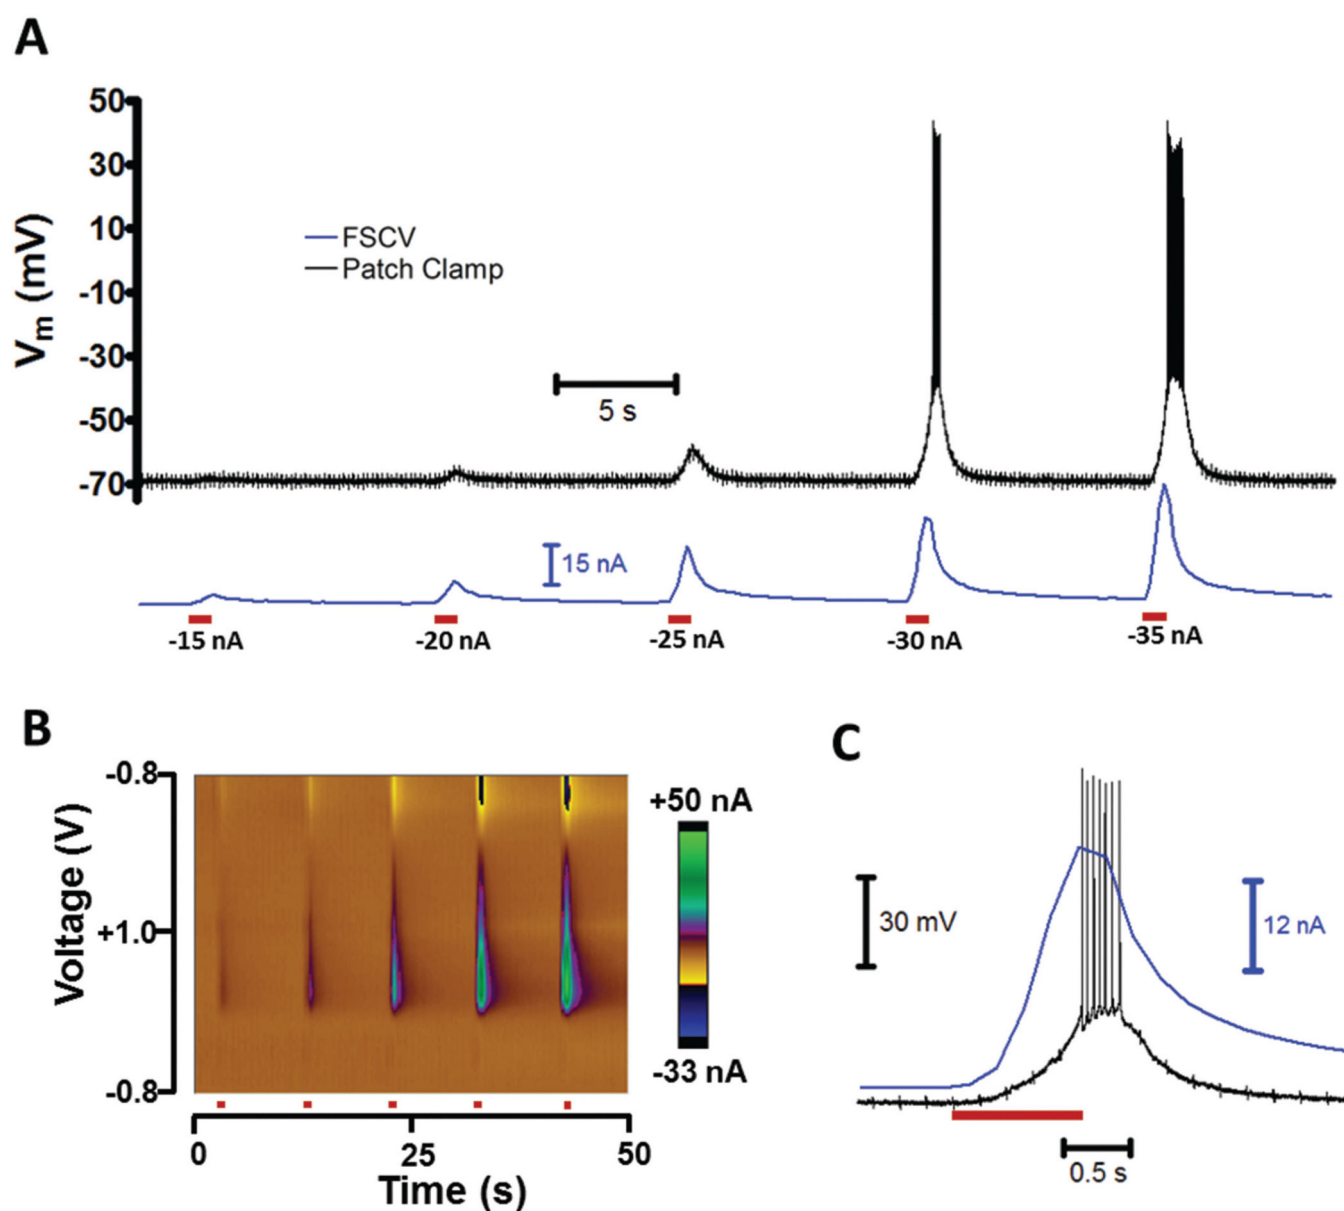 A
50
30
10
-10
-30
-50
-70
Vm (mV)
FSCV
Patch Clamp
5 s
15 nA
-15 nA
-20 nA
-25 nA
-30 nA
-35 nA
B
-0.8
+1.0
-0.8
Voltage (V)
+50 nA
-33 nA
0
25
50
Time (s)
C
30 mV
12 nA
0.5 s